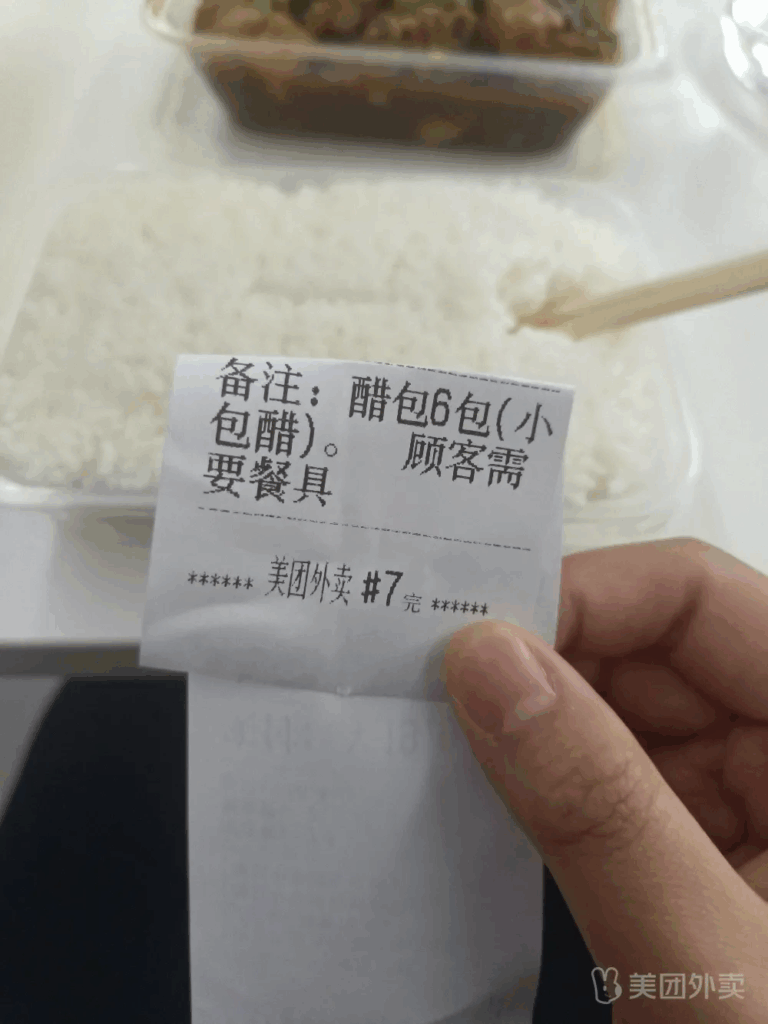 备注：醋包6包(小
包醋)。 顾客需
要餐具
****** 美团外卖 #7 完 ******
美团外卖